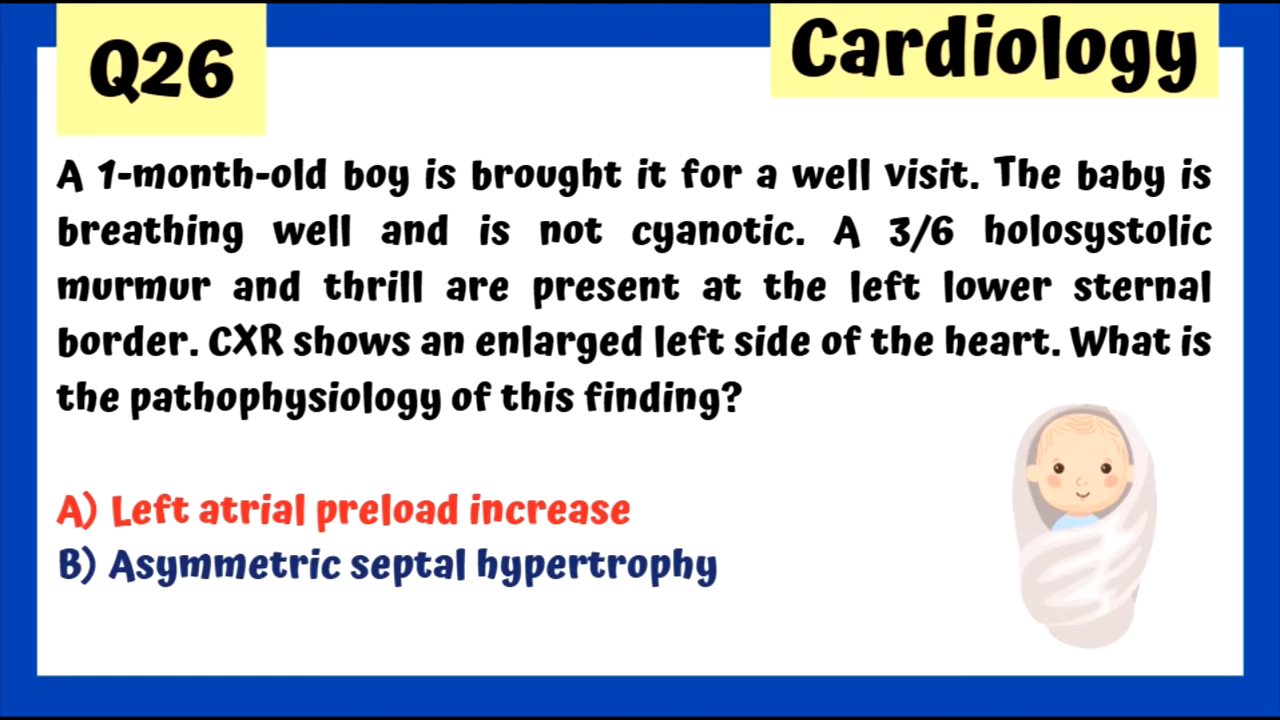 Q26
Cardiology
A 1-month-old boy is brought it for a well visit. The baby is
breathing well and is not cyanotic. A 3/6 holosystolic
murmur and thrill are present at the left lower sternal
border. CXR shows an enlarged left side of the heart. What is
the pathophysiology of this finding?
A) Left atrial preload increase
B) Asymmetric septal hypertrophy